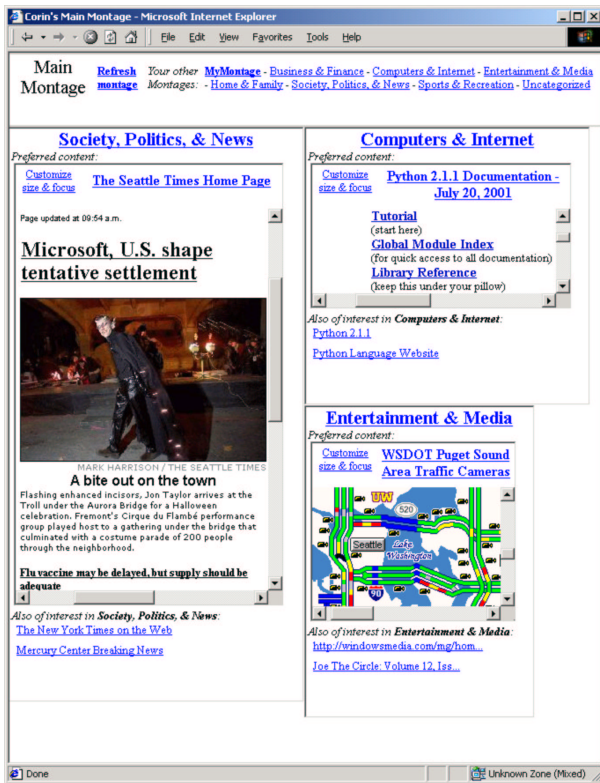 Corin's Main Montage - Microsoft Internet Explorer
File Edit View Favorites Tools Help
Main Montage
Refresh montage
Your other Montages: MyMontage - Business & Finance - Computers & Internet - Entertainment & Media
- Home & Family - Society, Politics, & News - Sports & Recreation - Uncategorized
Society, Politics, & News
Preferred content:
Customize size & focus
The Seattle Times Home Page
Page updated at 09:54 a.m.
Microsoft, U.S. shape
tentative settlement
MARK HARRISON / THE SEATTLE TIMES
A bite out on the town
Flashing enhanced incisors, Jon Taylor arrives at the
Troll under the Aurora Bridge for a Halloween
celebration. Fremont's Cirque du Flambé performance
group played host to a gathering under the bridge that
culminated with a costume parade of 200 people
through the neighborhood.
Flu vaccine may be delayed, but supply should be
adequate
Also of interest in Society, Politics, & News:
The New York Times on the Web
Mercury Center Breaking News
Computers & Internet
Preferred content:
Customize size & focus
Python 2.1.1 Documentation -
July 20, 2001
Tutorial
(start here)
Global Module Index
(for quick access to all documentation)
Library Reference
(keep this under your pillow)
Also of interest in Computers & Internet:
Python 2.1.1
Python Language Website
Entertainment & Media
Preferred content:
Customize size & focus
WSDOT Puget Sound
Area Traffic Cameras
UW
520
Seattle
Lake
Washington
90
Also of interest in Entertainment & Media:
http://windowsmedia.com/mg/hom...
Joe The Circle: Volume 12, Iss...
Done
Unknown Zone (Mixed)